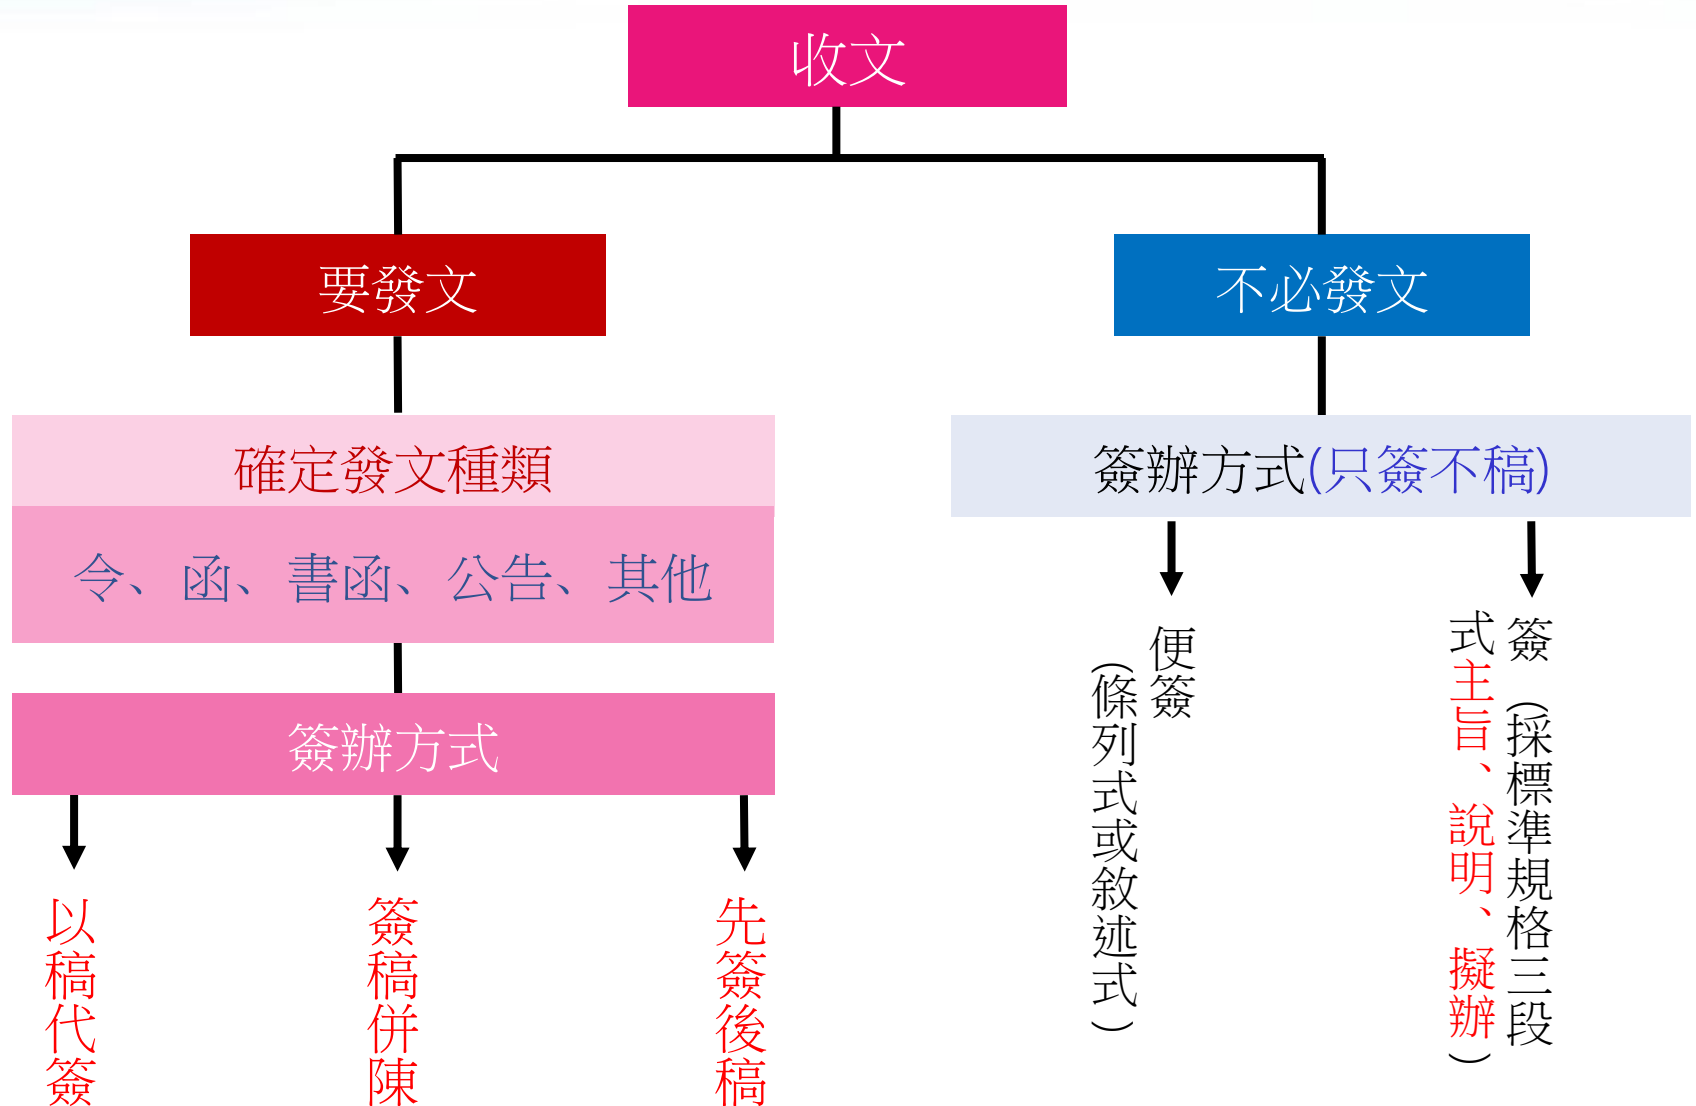 收文
要發文
不必發文
確定發文種類
簽辦方式(只簽不稿)
令、函、書函、公告、其他
簽辦方式
以稿代簽
簽稿併陳
先簽後稿
便簽
（條列式或敘述式）
簽（採標準規格三段
式主旨、說明、擬辦）